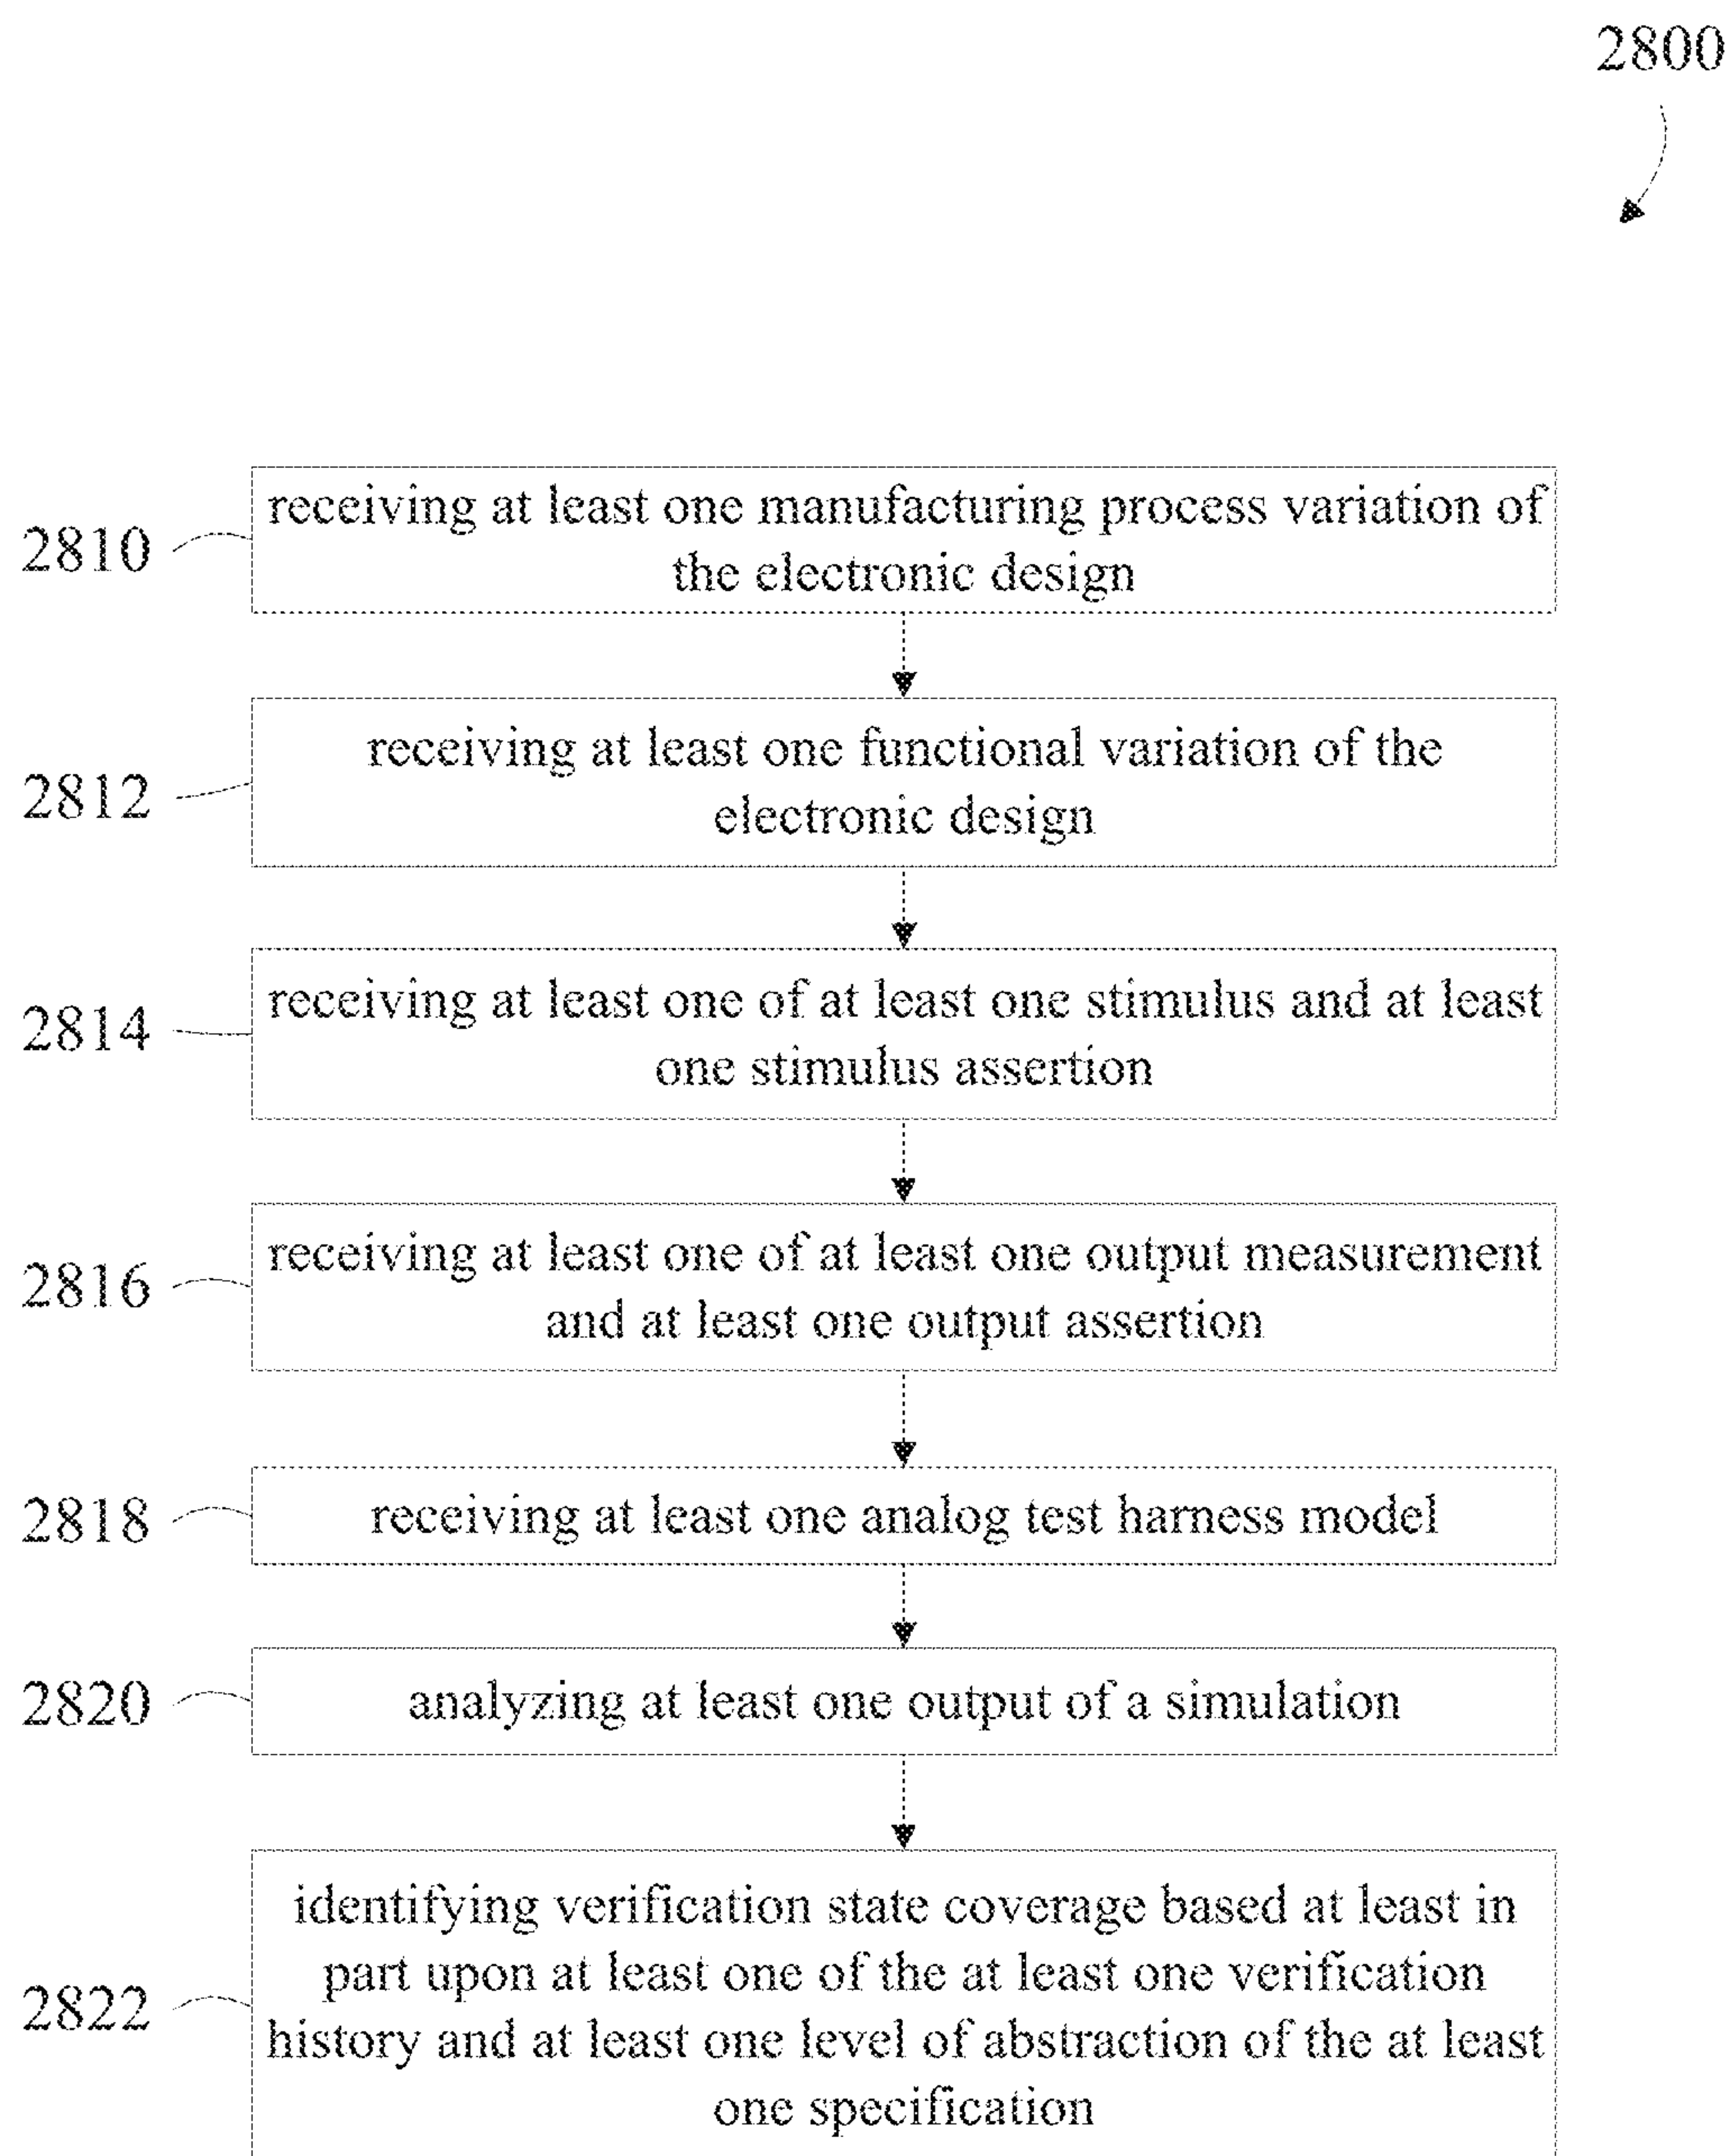 2800
2810
receiving at least one manufacturing process variation of
the electronic design
2812
receiving at least one functional variation of the
electronic design
2814
receiving at least one of at least one stimulus and at least
one stimulus assertion
2816
receiving at least one of at least one output measurement
and at least one output assertion
2818
receiving at least one analog test harness model
2820
analyzing at least one output of a simulation
2822
identifying verification state coverage based at least in
part upon at least one of the at least one verification
history and at least one level of abstraction of the at least
one specification